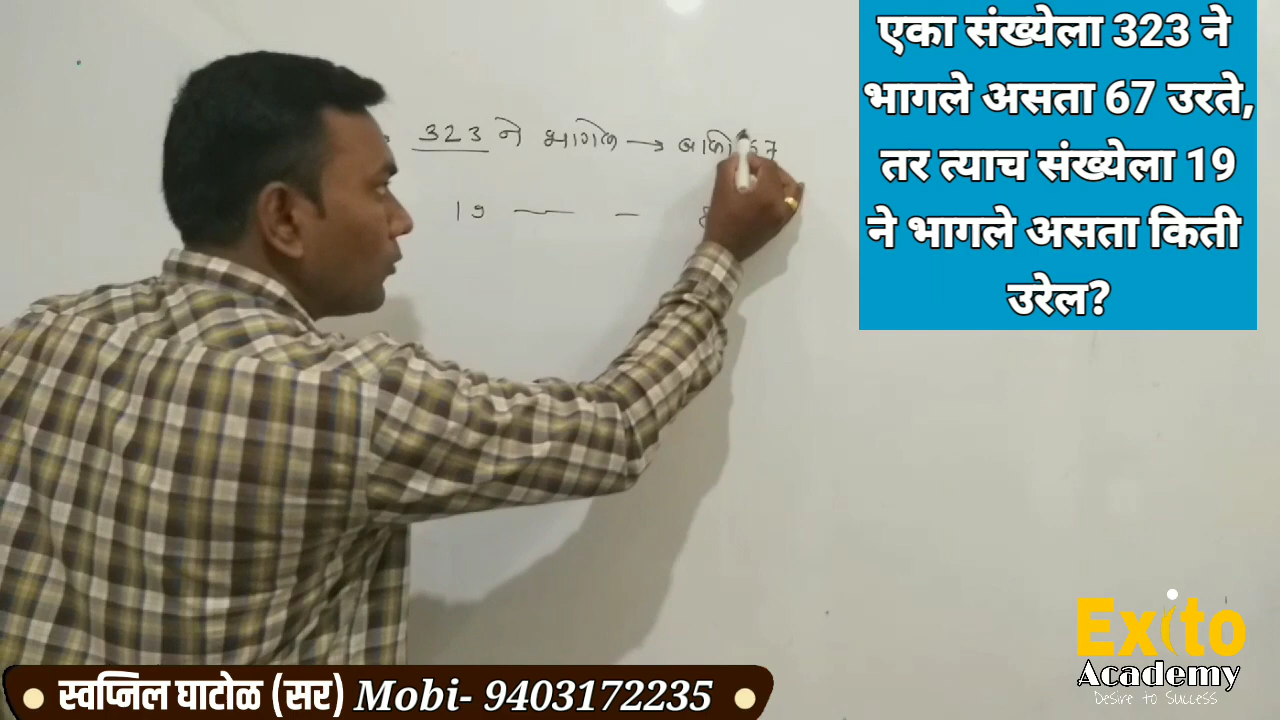 एका संख्येला 323 ने
भागले असता 67 उरते,
तर त्याच संख्येला 19
ने भागले असता किती
उरेल?
323 ने भागले → बाकी 67
19 — -
Exito
Academy
Desire to Success
स्वप्निल घाटोळ (सर) Mobi- 9403172235